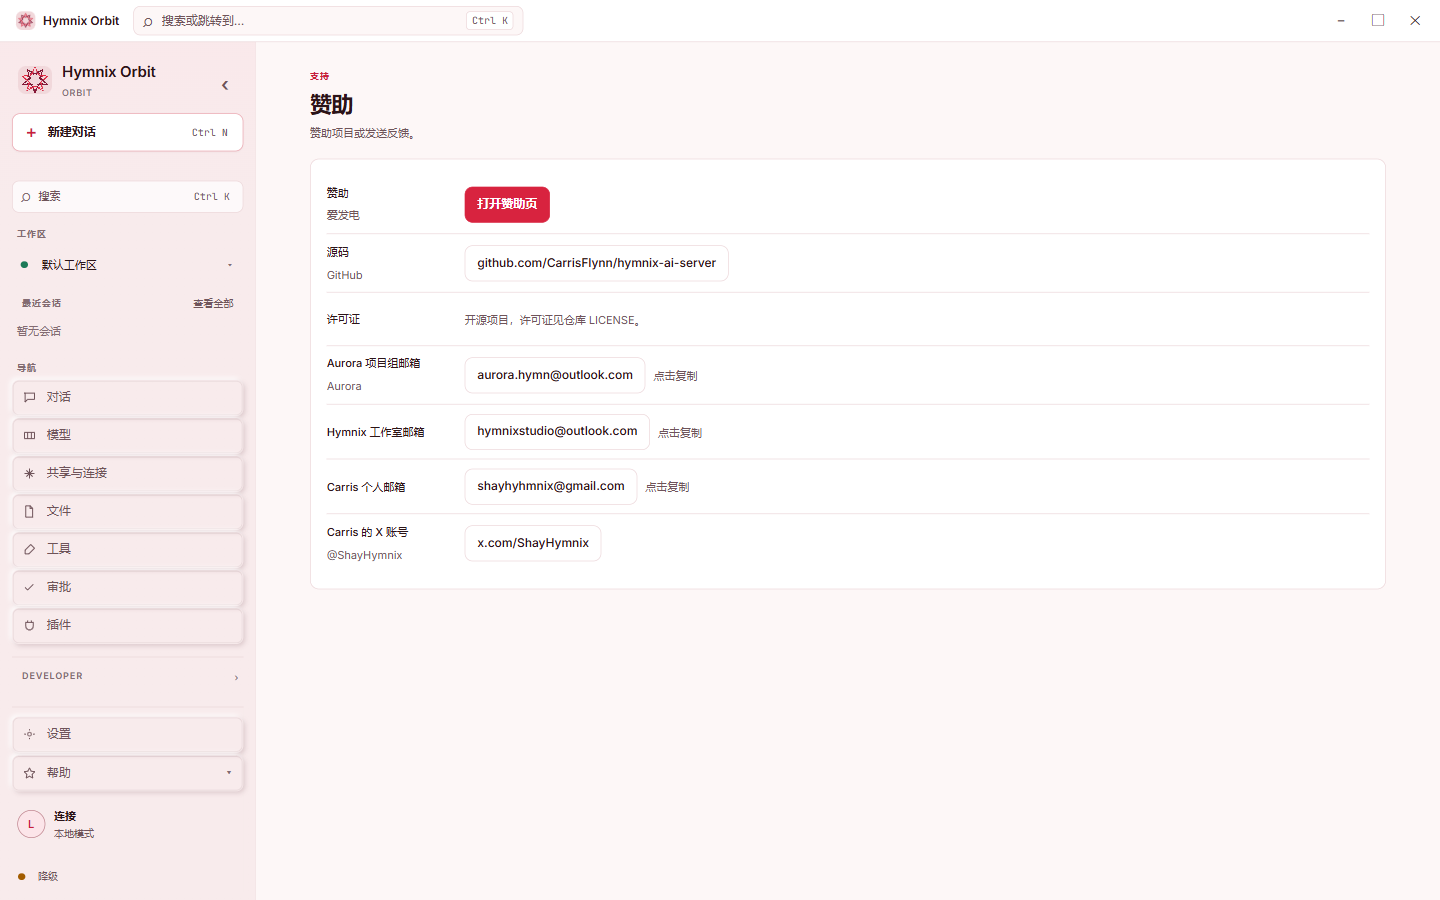 Hymnix Orbit
搜索或跳转到...
Ctrl K
Hymnix Orbit
ORBIT
新建对话
Ctrl N
搜索
Ctrl K
工作区
默认工作区
最近会话
查看全部
暂无会话
导航
对话
模型
共享与连接
文件
工具
审批
插件
DEVELOPER
设置
帮助
L
连接
本地模式
降级
支持
赞助
赞助项目或发送反馈。
赞助
爱发电
打开赞助页
源码
GitHub
github.com/CarrisFlynn/hymnix-ai-server
许可证
开源项目，许可证见仓库 LICENSE。
Aurora 项目组邮箱
Aurora
aurora.hymn@outlook.com
点击复制
Hymnix 工作室邮箱
hymnixstudio@outlook.com
点击复制
Carris 个人邮箱
shayhyhmnix@gmail.com
点击复制
Carris 的 X 账号
@ShayHymnix
x.com/ShayHymnix